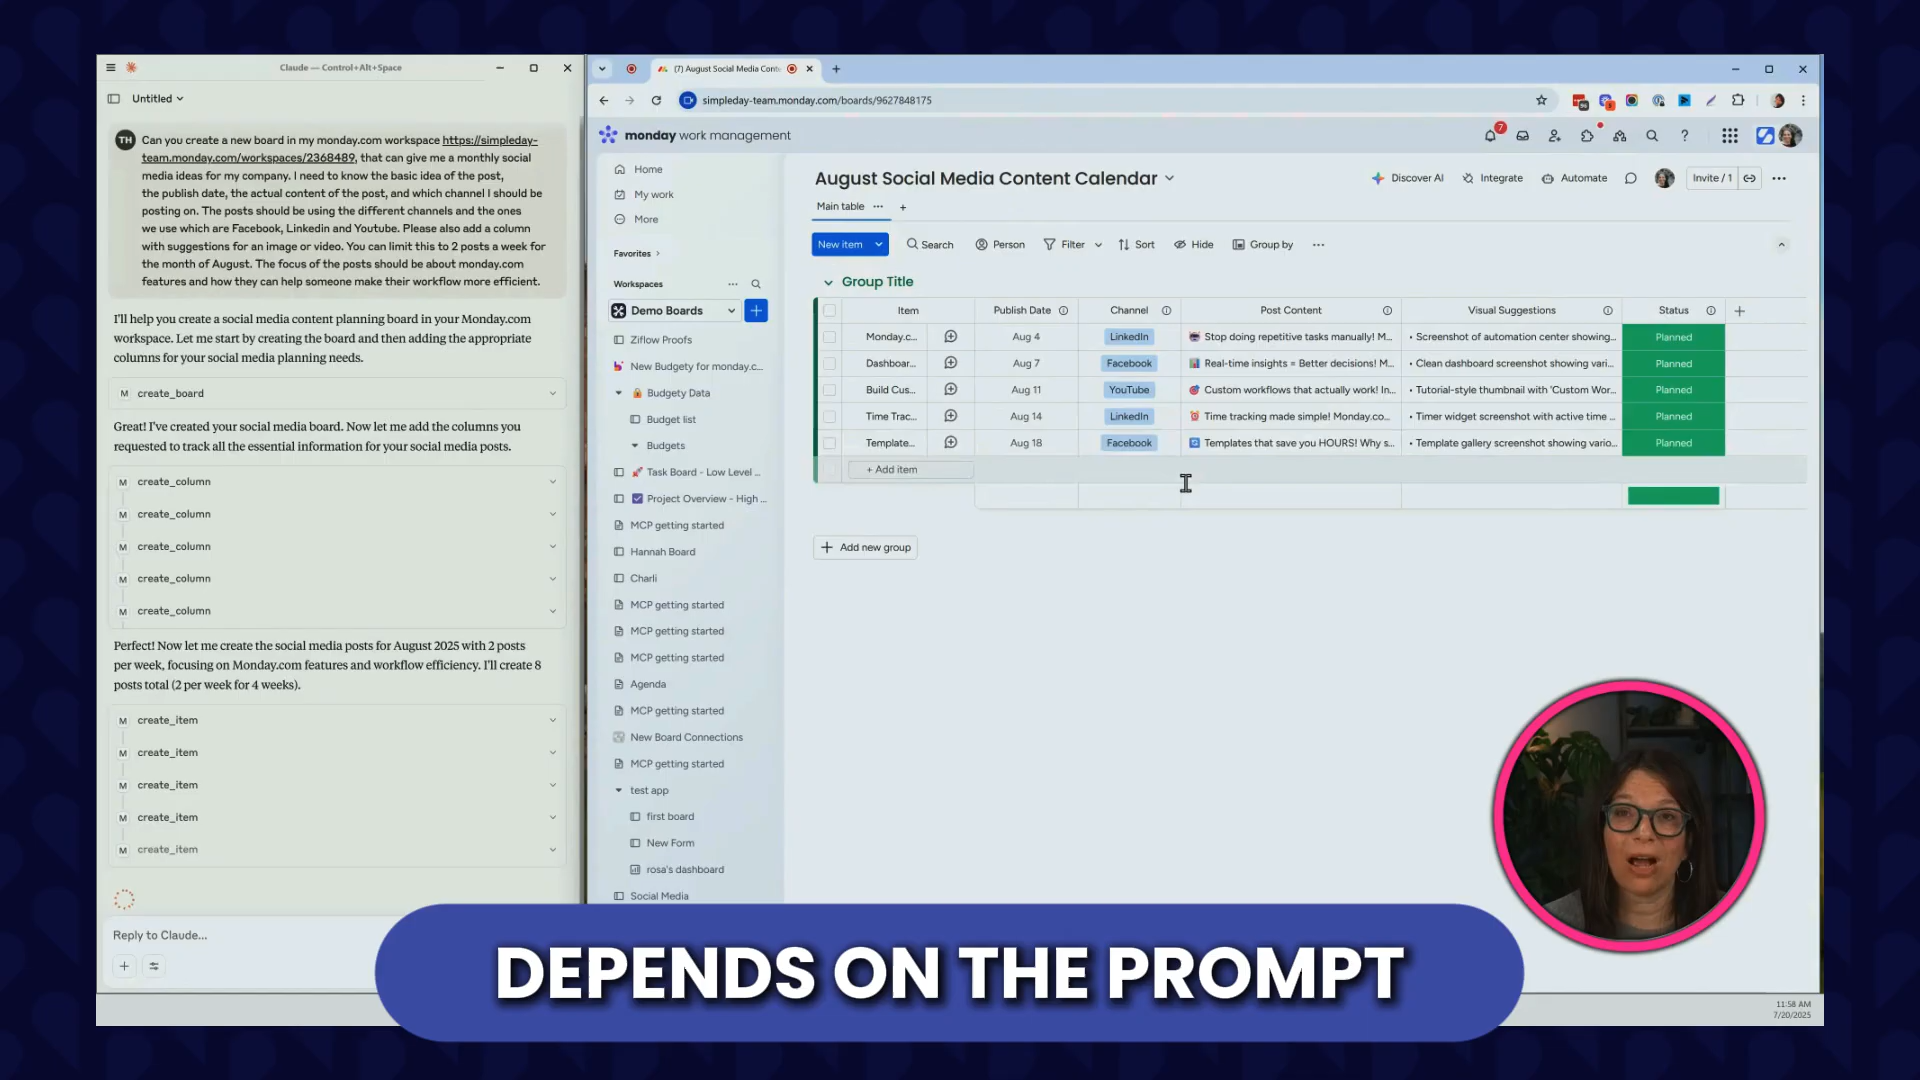 Claude — Control+Alt+Space
Untitled
TH
Can you create a new board in my monday.com workspace https://simpleday-
team.monday.com/workspaces/2368489, that can give me a monthly social
media ideas for my company. I need to know the basic idea of the post,
the publish date, the actual content of the post, and which channel I should be
posting on. The posts should be using the different channels and the ones
we use which are Facebook, Linkedin and Youtube. Please also add a column
with suggestions for an image or video. You can limit this to 2 posts a week for
the month of August. The focus of the posts should be about monday.com
features and how they can help someone make their workflow more efficient.
I'll help you create a social media content planning board in your Monday.com
workspace. Let me start by creating the board and then adding the appropriate
columns for your social media planning needs.
M create_board
Great! I've created your social media board. Now let me add the columns you
requested to track all the essential information for your social media posts.
M create_column
M create_column
M create_column
M create_column
M create_column
Perfect! Now let me create the social media posts for August 2025 with 2 posts
per week, focusing on Monday.com features and workflow efficiency. I'll create 8
posts total (2 per week for 4 weeks).
M create_item
M create_item
M create_item
M create_item
M create_item
Reply to Claude...
(7) August Social Media Conte
simpleday-team.monday.com/boards/9627848175
monday work management
7
Home
My work
More
Favorites
Workspaces
Demo Boards
Ziflow Proofs
New Budgety for monday.c...
Budgety Data
Budget list
Budgets
Task Board - Low Level ...
Project Overview - High ...
MCP getting started
Hannah Board
Charli
MCP getting started
MCP getting started
MCP getting started
Agenda
MCP getting started
New Board Connections
MCP getting started
test app
first board
New Form
rosa's dashboard
Social Media
August Social Media Content Calendar
Discover AI Integrate Automate Invite / 1
Main table
New item Search Person Filter Sort Hide Group by
Group Title
Item Publish Date Channel Post Content Visual Suggestions Status
Monday.c... Aug 4 LinkedIn Stop doing repetitive tasks manually! M... • Screenshot of automation center showing... Planned
Dashboar... Aug 7 Facebook Real-time insights = Better decisions! M... • Clean dashboard screenshot showing vari... Planned
Build Cus... Aug 11 YouTube Custom workflows that actually work! In... • Tutorial-style thumbnail with 'Custom Wor... Planned
Time Trac... Aug 14 LinkedIn Time tracking made simple! Monday.co... • Timer widget screenshot with active time ... Planned
Template... Aug 18 Facebook Templates that save you HOURS! Why s... • Template gallery screenshot showing vario... Planned
+ Add item
Add new group
DEPENDS ON THE PROMPT
11:58 AM
7/20/2025